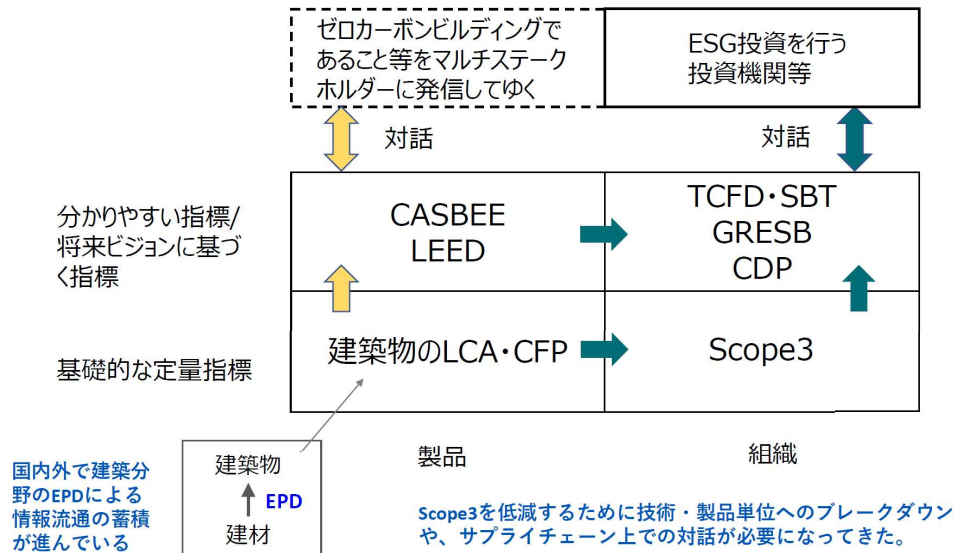 ゼロカーボンビルディングで
あること等をマルチステーク
ホルダーに発信してゆく
ESG投資を行う
投資機関等
対話
対話
分かりやすい指標/
将来ビジョンに基づ
く指標
CASBEE
LEED
TCFD・SBT
GRESB
CDP
基礎的な定量指標
建築物のLCA・CFP
Scope3
製品
組織
国内外で建築分
野のEPDによる
情報流通の蓄積
が進んでいる
建築物
EPD
建材
Scope3を低減するために技術・製品単位へのブレークダウン
や、サプライチェーン上での対話が必要になってきた。